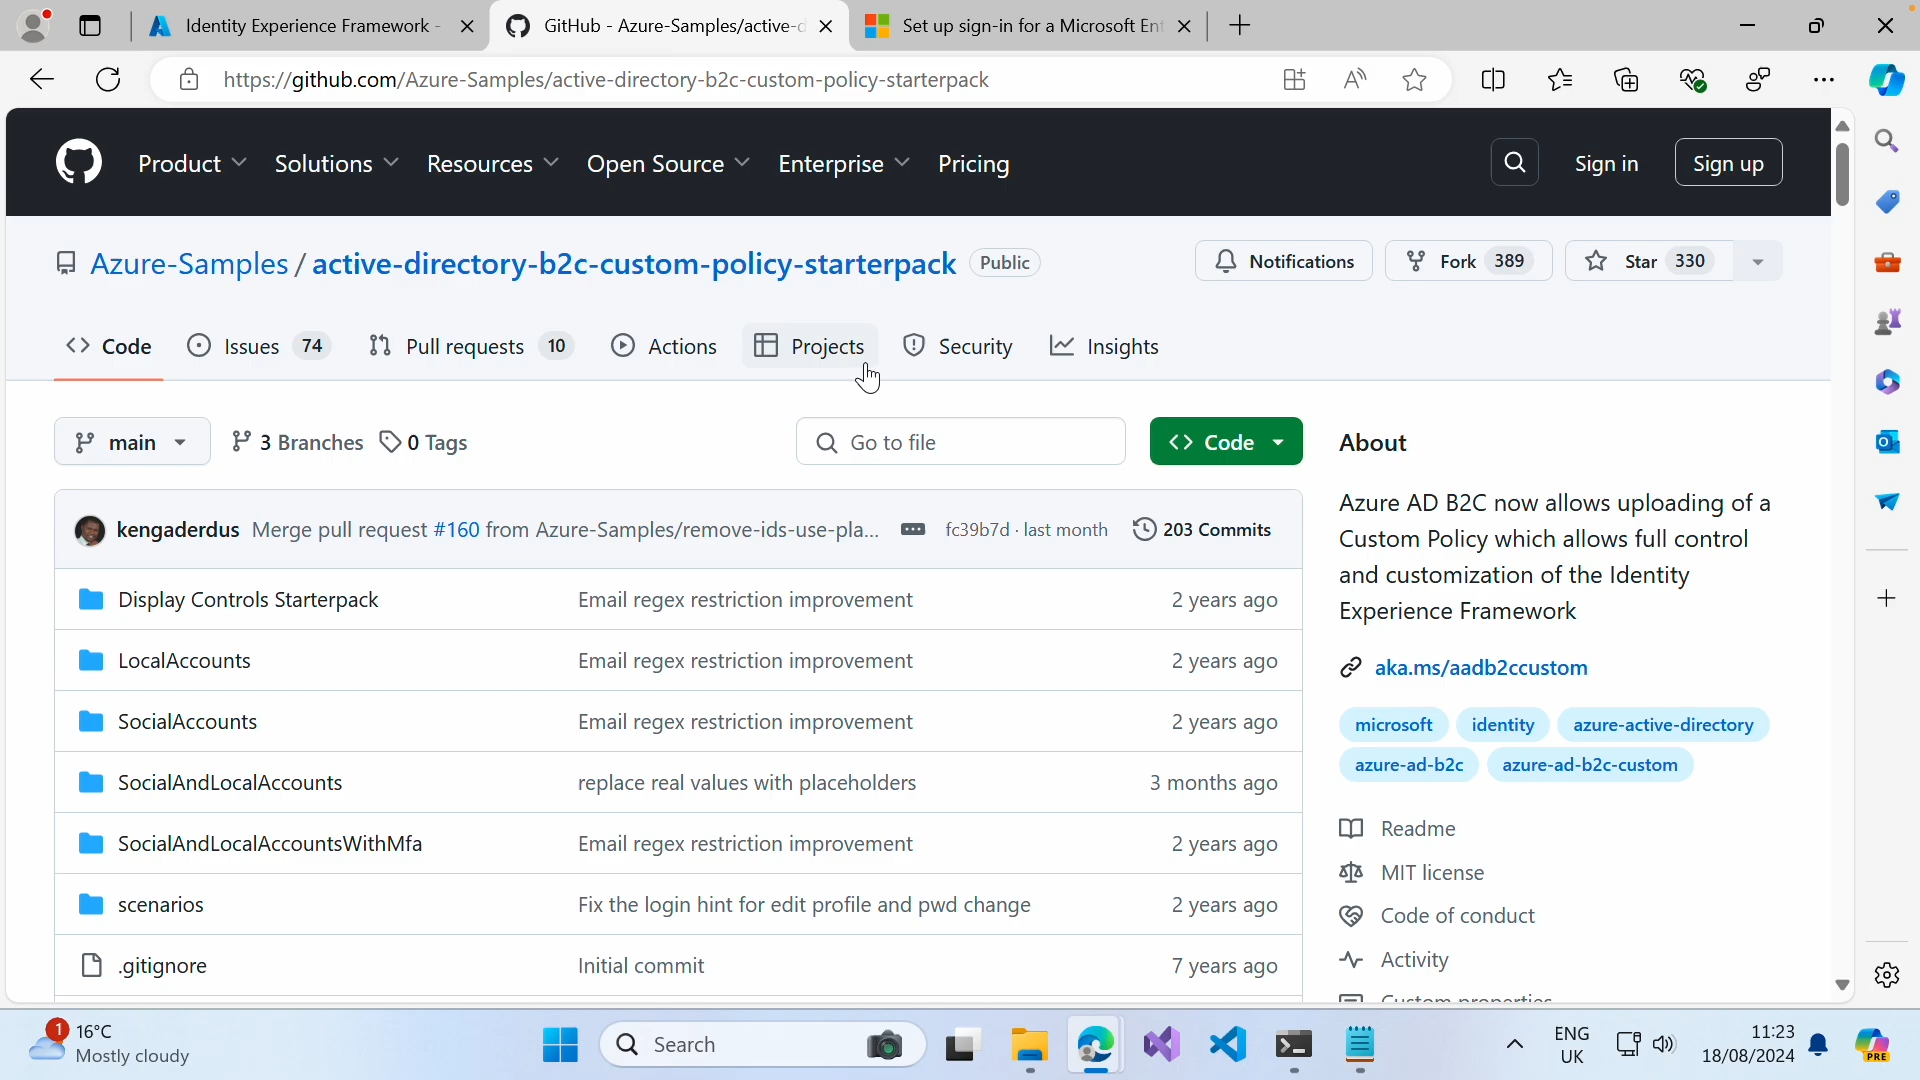 Identity Experience Framework -
GitHub - Azure-Samples/active-d
Set up sign-in for a Microsoft Ent
https://github.com/Azure-Samples/active-directory-b2c-custom-policy-starterpack
Product Solutions Resources Open Source Enterprise Pricing
Sign in
Sign up
Azure-Samples / active-directory-b2c-custom-policy-starterpack Public
Notifications
Fork 389
Star 330
Code
Issues 74
Pull requests 10
Actions
Projects
Security
Insights
main
3 Branches
0 Tags
Go to file
Code
kengaderdus Merge pull request #160 from Azure-Samples/remove-ids-use-pla... fc39b7d · last month 203 Commits
Display Controls Starterpack Email regex restriction improvement 2 years ago
LocalAccounts Email regex restriction improvement 2 years ago
SocialAccounts Email regex restriction improvement 2 years ago
SocialAndLocalAccounts replace real values with placeholders 3 months ago
SocialAndLocalAccountsWithMfa Email regex restriction improvement 2 years ago
scenarios Fix the login hint for edit profile and pwd change 2 years ago
.gitignore Initial commit 7 years ago
About
Azure AD B2C now allows uploading of a
Custom Policy which allows full control
and customization of the Identity
Experience Framework
aka.ms/aadb2ccustom
microsoft identity azure-active-directory
azure-ad-b2c azure-ad-b2c-custom
Readme
MIT license
Code of conduct
Activity
Custom properties
1
16°C
Mostly cloudy
Search
ENG
UK
11:23
18/08/2024
PRE